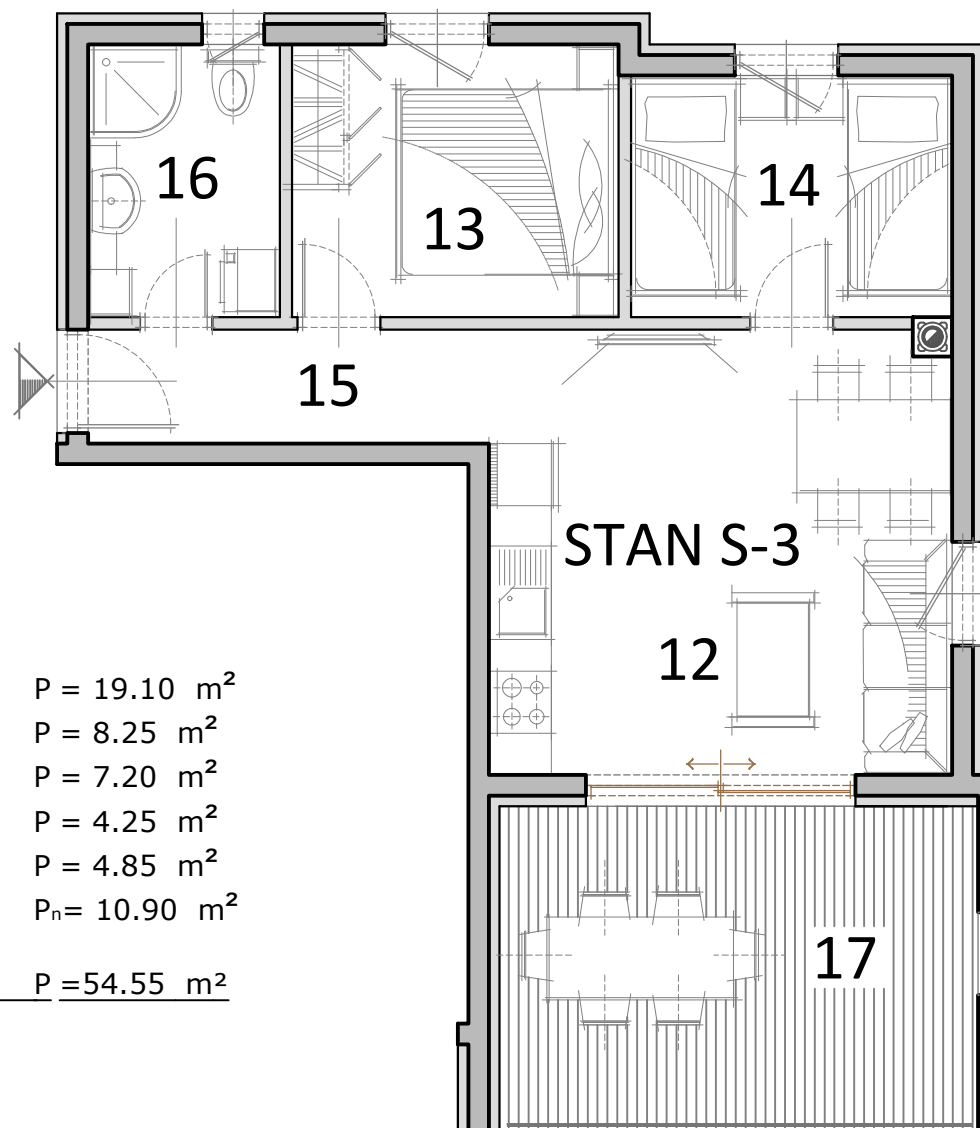 16
13
14
15
STAN S-3
12
P = 19.10 m²
P = 8.25 m²
P = 7.20 m²
P = 4.25 m²
P = 4.85 m²
Pn= 10.90 m²
17
P =54.55 m²